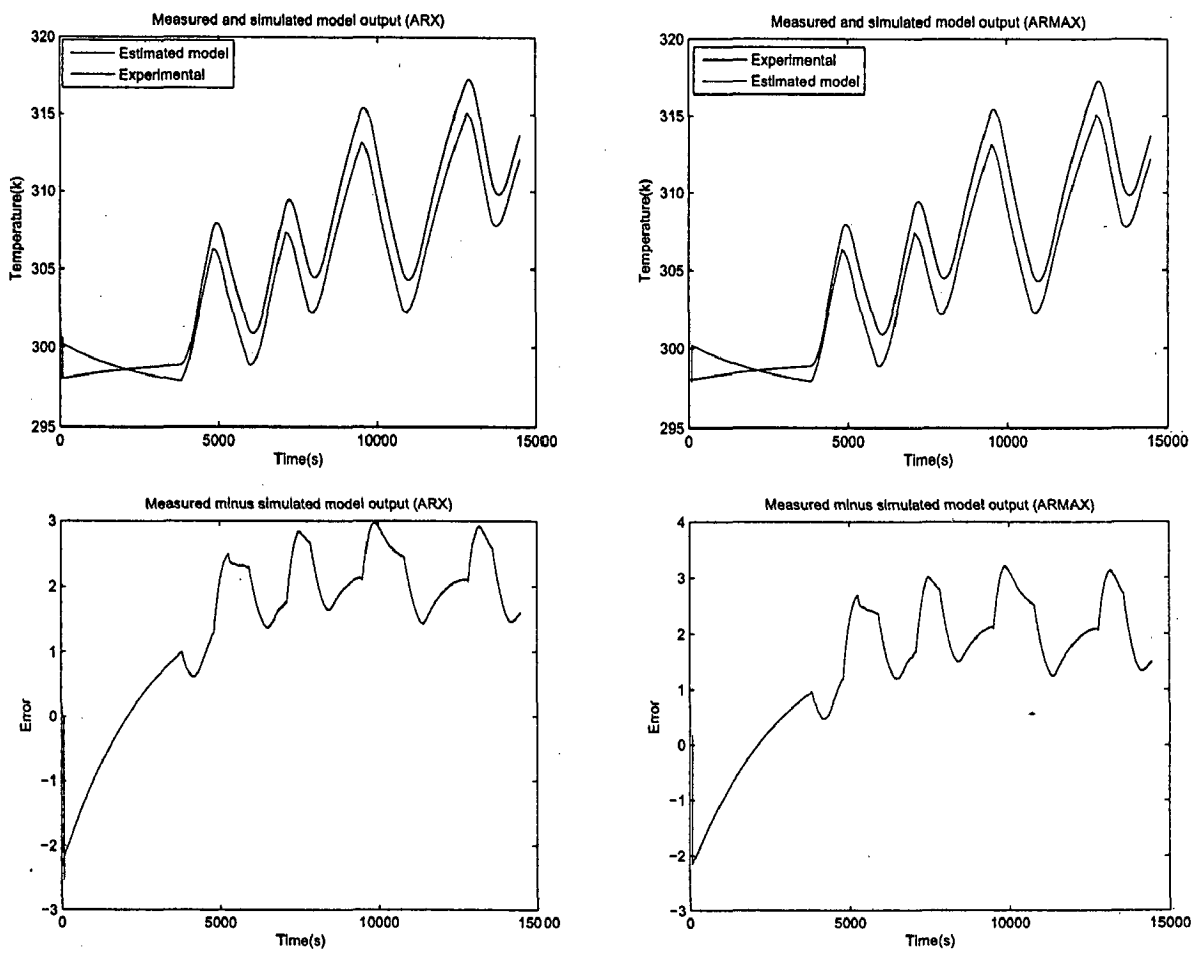 Measured and simulated model output (ARX)
320
315
310
305
300
295
Temperature(k)
Estimated model
Experimental
0
5000
10000
15000
Time(s)
Measured and simulated model output (ARMAX)
320
315
310
305
300
295
Temperature(k)
Experimental
Estimated model
0
5000
10000
15000
Time(s)
Measured minus simulated model output (ARX)
3
2
1
0
−1
−2
−3
Error
0
5000
10000
15000
Time(s)
Measured minus simulated model output (ARMAX)
4
3
2
1
0
−1
−2
−3
Error
0
5000
10000
15000
Time(s)